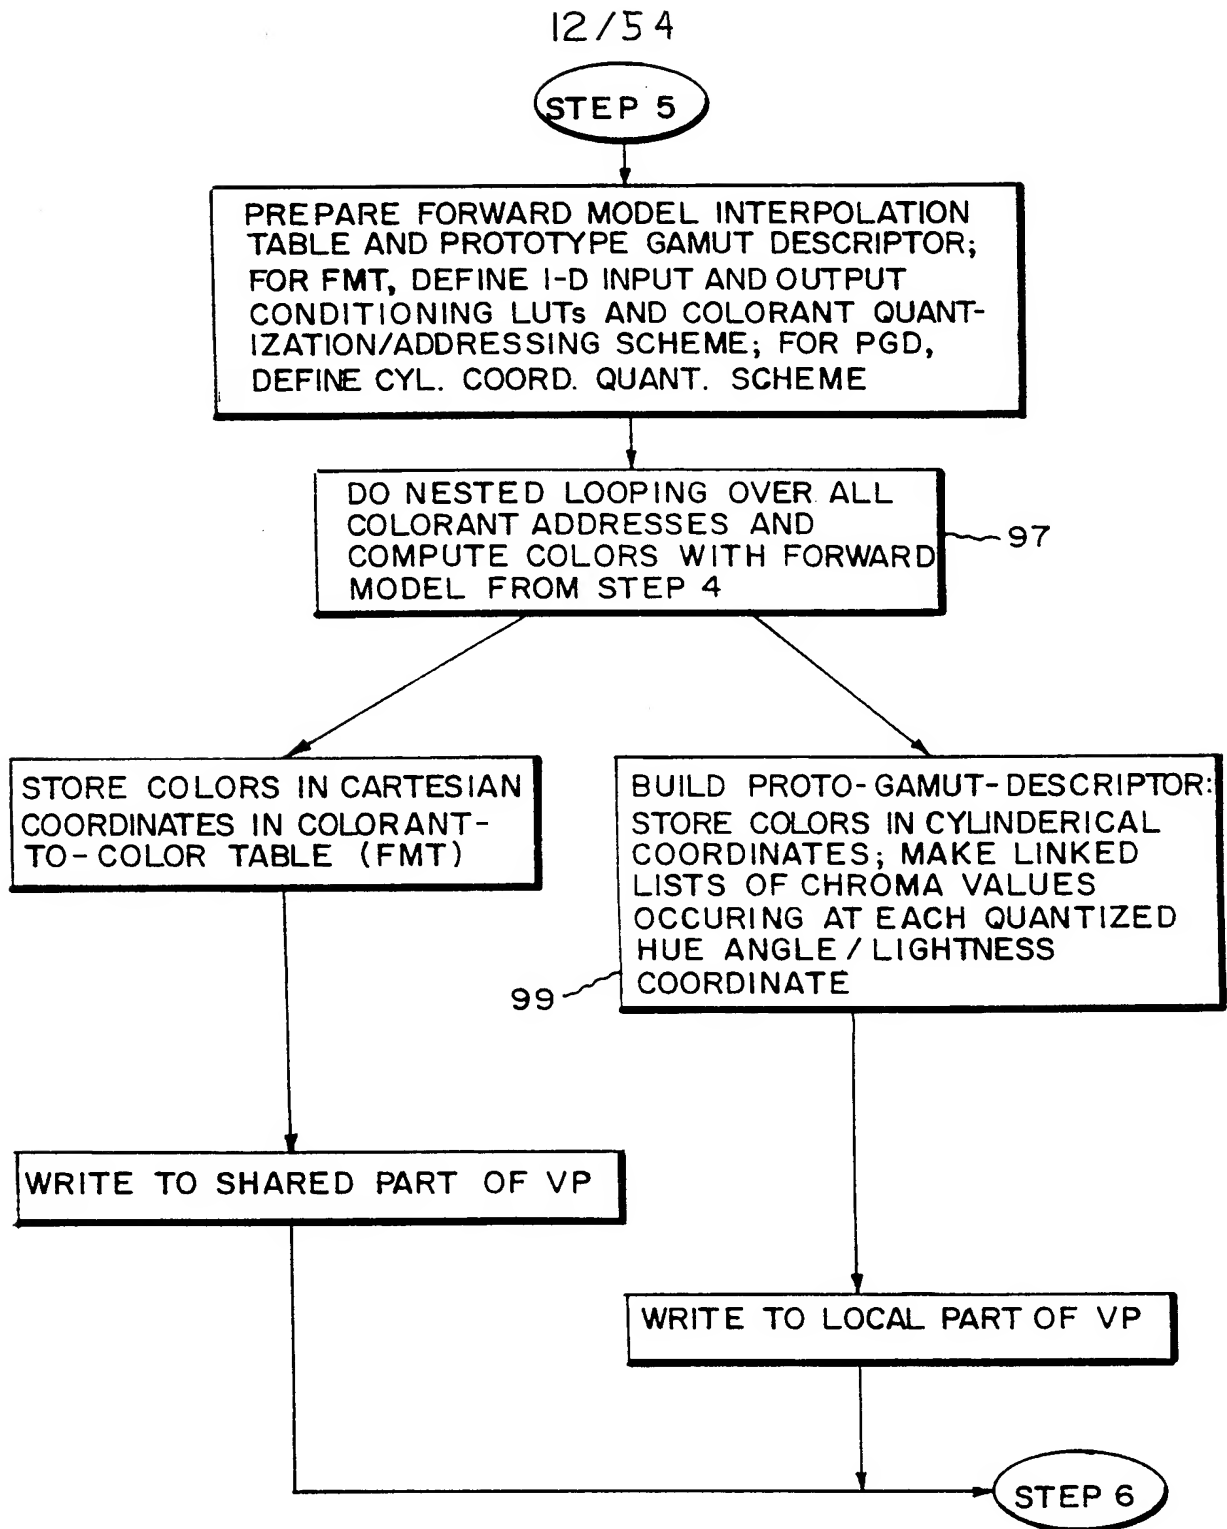 12/54
STEP 5
PREPARE FORWARD MODEL INTERPOLATION
TABLE AND PROTOTYPE GAMUT DESCRIPTOR;
FOR FMT, DEFINE 1-D INPUT AND OUTPUT
CONDITIONING LUTs AND COLORANT QUANT-
IZATION/ADDRESSING SCHEME; FOR PGD,
DEFINE CYL. COORD. QUANT. SCHEME
DO NESTED LOOPING OVER ALL
COLORANT ADDRESSES AND
COMPUTE COLORS WITH FORWARD
MODEL FROM STEP 4
97
STORE COLORS IN CARTESIAN
COORDINATES IN COLORANT-
TO-COLOR TABLE (FMT)
BUILD PROTO-GAMUT-DESCRIPTOR:
STORE COLORS IN CYLINDERICAL
COORDINATES; MAKE LINKED
LISTS OF CHROMA VALUES
OCCURING AT EACH QUANTIZED
HUE ANGLE/LIGHTNESS
COORDINATE
99
WRITE TO SHARED PART OF VP
WRITE TO LOCAL PART OF VP
STEP 6